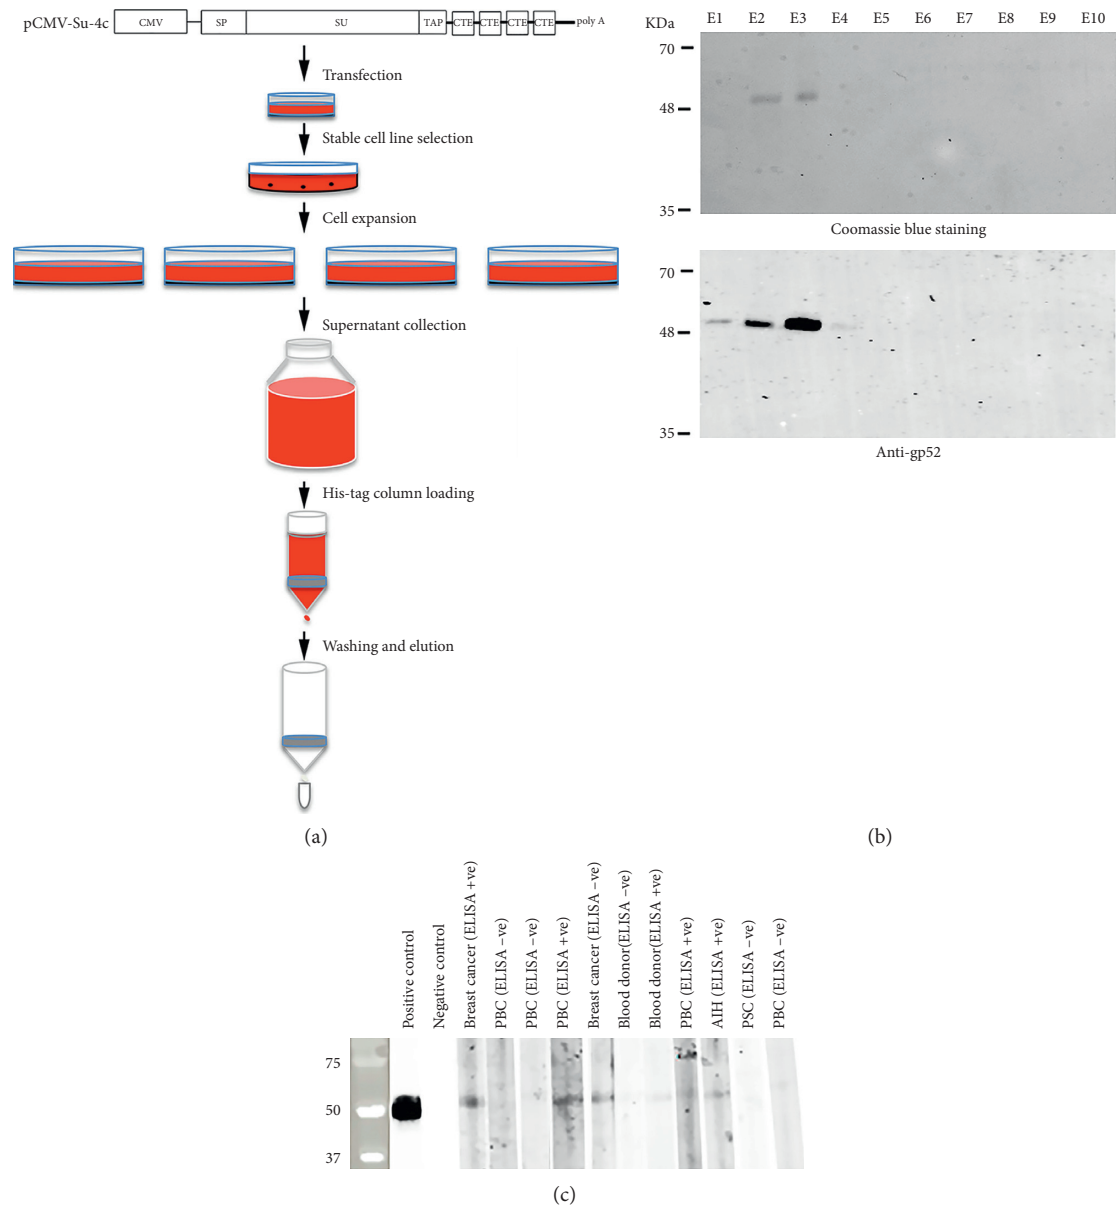 pCMV-Su-4c CMV SP SU TAP CTE CTE CTE CTE poly A
Transfection
Stable cell line selection
Cell expansion
Supernatant collection
His-tag column loading
Washing and elution
(a)
KDa E1 E2 E3 E4 E5 E6 E7 E8 E9 E10
70
48
35
Coomassie blue staining
70
48
35
Anti-gp52
(b)
Positive control
Negative control
Breast cancer (ELISA +ve)
PBC (ELISA –ve)
PBC (ELISA –ve)
PBC (ELISA +ve)
Breast cancer (ELISA –ve)
Blood donor(ELISA –ve)
Blood donor(ELISA +ve)
PBC (ELISA +ve)
AIH (ELISA +ve)
PSC (ELISA –ve)
PBC (ELISA –ve)
75
50
37
(c)